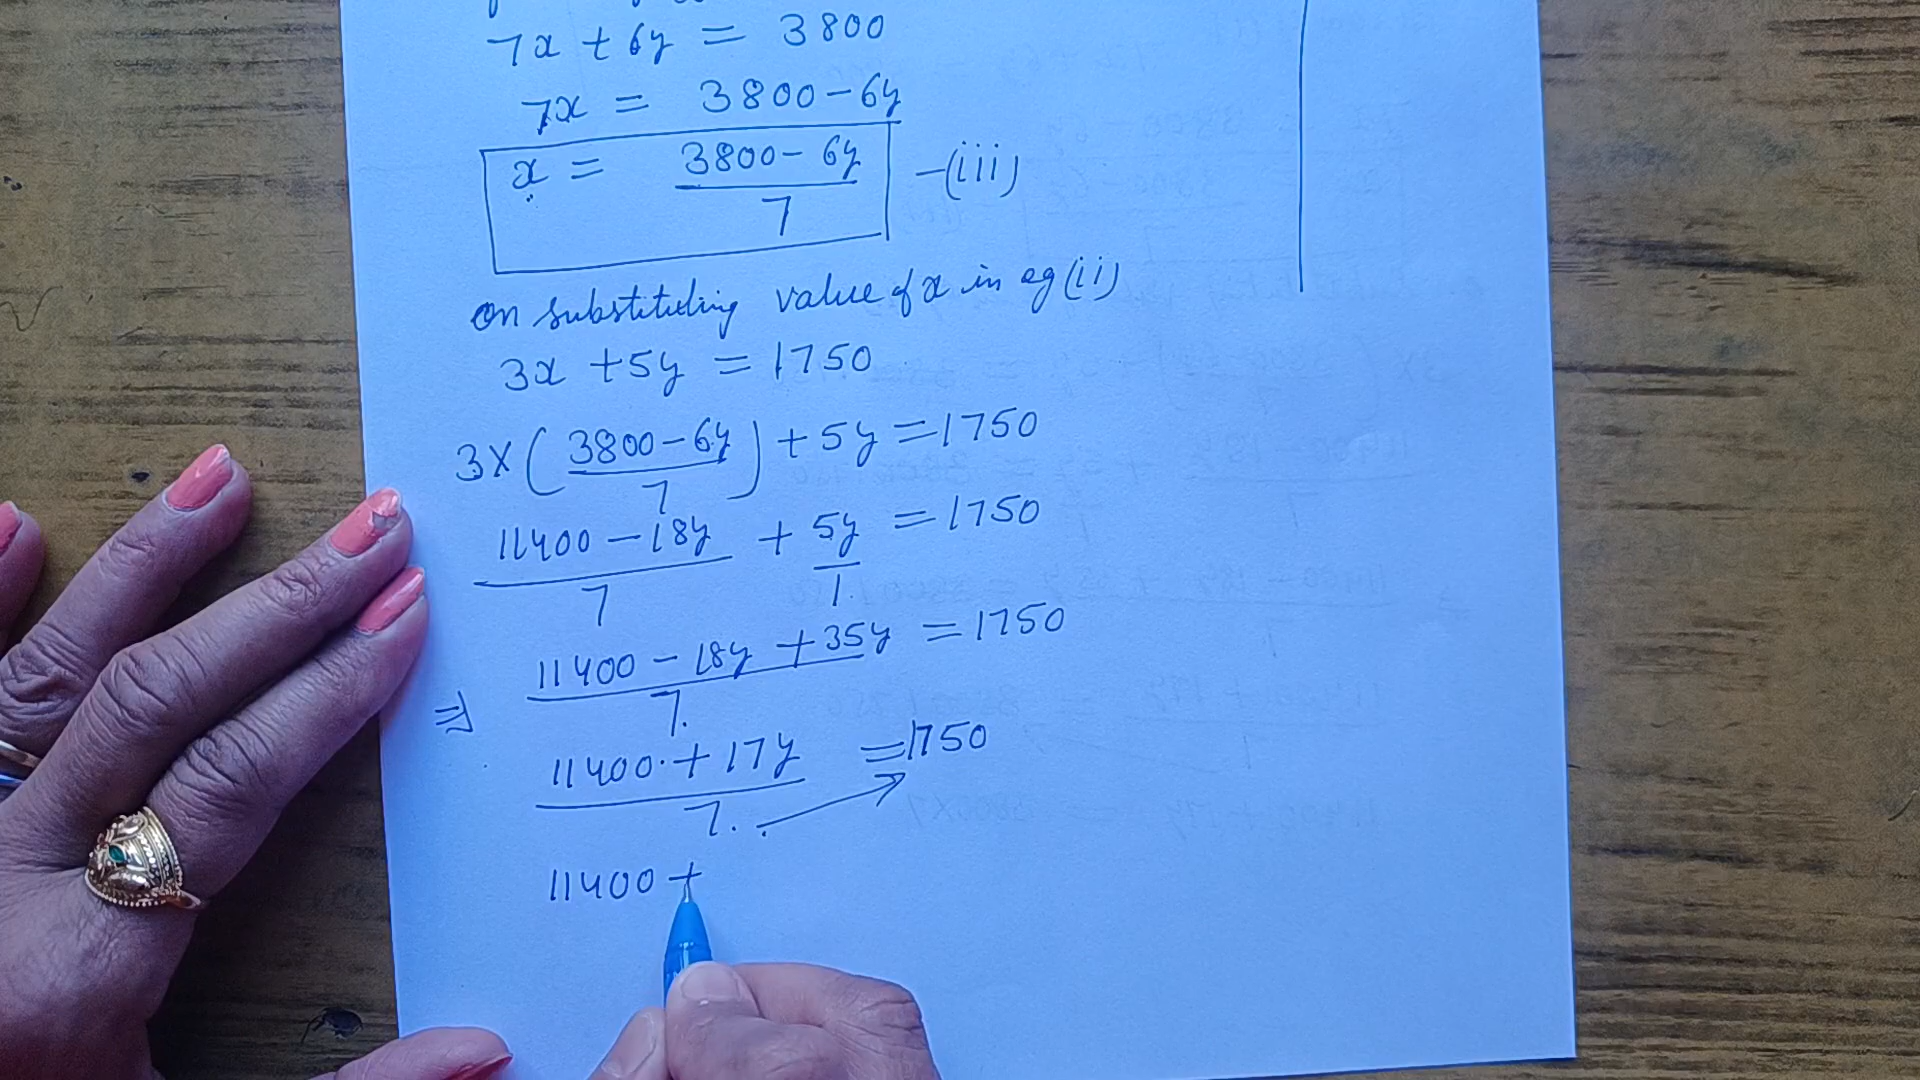 7x + 6y = 3800
7x = 3800 - 6y
x = (3800 - 6y)/7 -(iii)
on substituting value of x in eq (ii)
3x + 5y = 1750
3 × ((3800 - 6y)/7) + 5y = 1750
(11400 - 18y)/7 + 5y/1. = 1750
⇒ (11400 - 18y + 35y)/7. = 1750
(11400 + 17y)/7. = 1750
11400 +